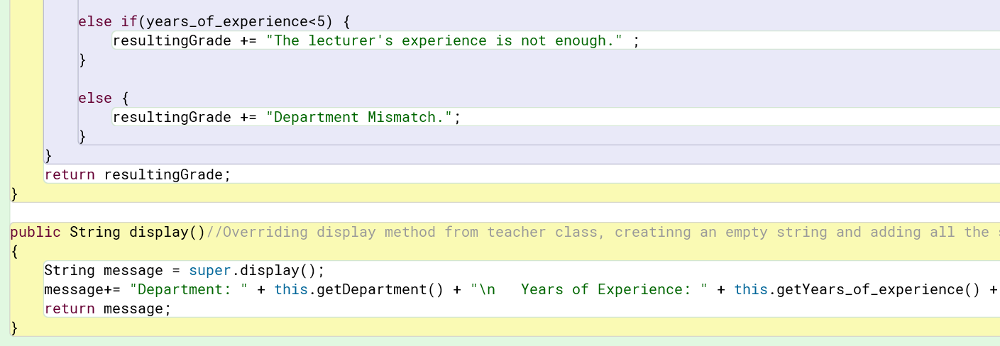 else if(years_of_experience<5) {
resultingGrade += "The lecturer's experience is not enough." ;
}
else {
resultingGrade += "Department Mismatch.";
}
}
return resultingGrade;
}
public String display()//Overriding display method from teacher class, creatinng an empty string and adding all the
{
String message = super.display();
message+= "Department: " + this.getDepartment() + "\n   Years of Experience: " + this.getYears_of_experience() +
return message;
}